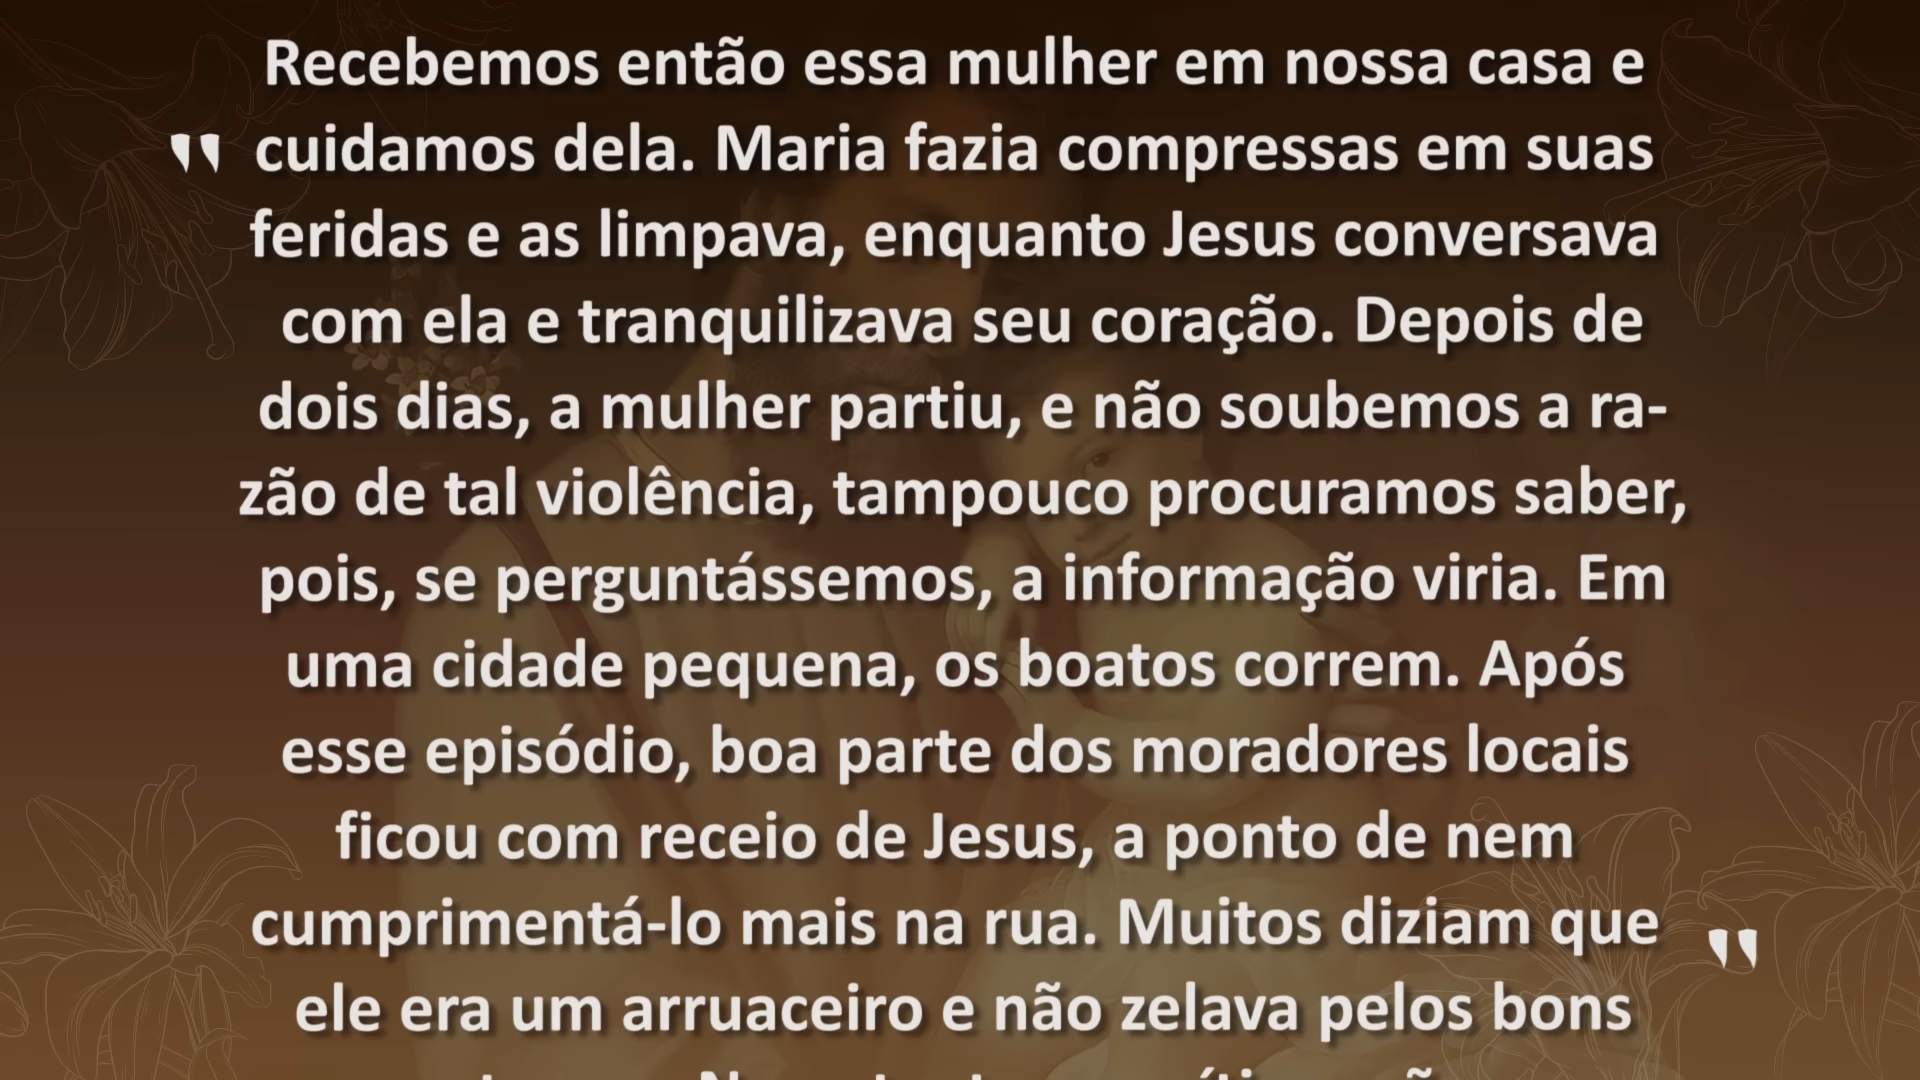 Recebemos então essa mulher em nossa casa e
" cuidamos dela. Maria fazia compressas em suas
feridas e as limpava, enquanto Jesus conversava
com ela e tranquilizava seu coração. Depois de
dois dias, a mulher partiu, e não soubemos a ra-
zão de tal violência, tampouco procuramos saber,
pois, se perguntássemos, a informação viria. Em
uma cidade pequena, os boatos correm. Após
esse episódio, boa parte dos moradores locais
ficou com receio de Jesus, a ponto de nem
cumprimentá-lo mais na rua. Muitos diziam que "
ele era um arruaceiro e não zelava pelos bons